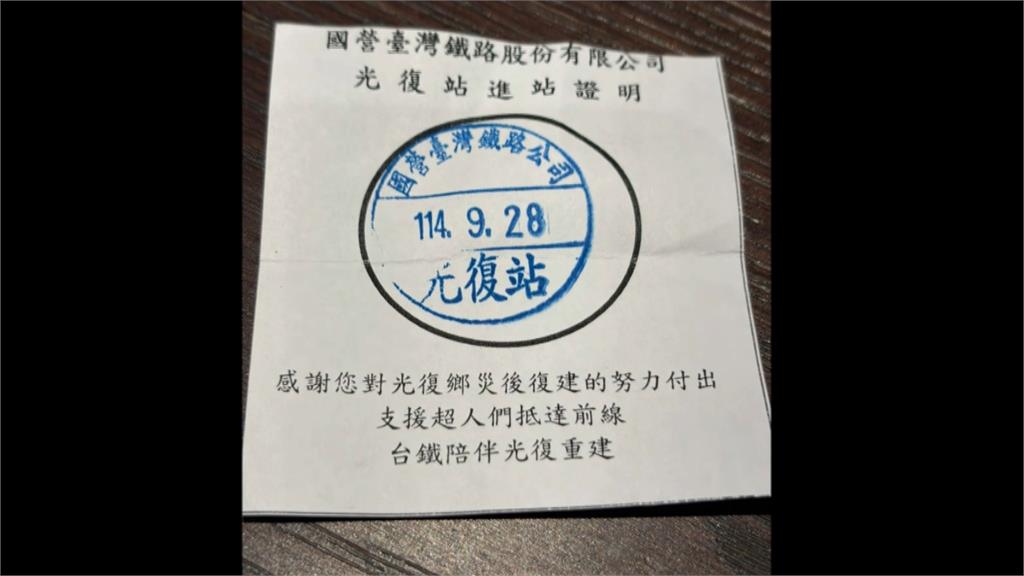 國營臺灣鐵路股份有限公司
光復站進站證明
國營臺灣鐵路公司
114. 9. 28
光復站
感謝您對光復鄉災後復建的努力付出
支援超人們抵達前線
台鐵陪伴光復重建